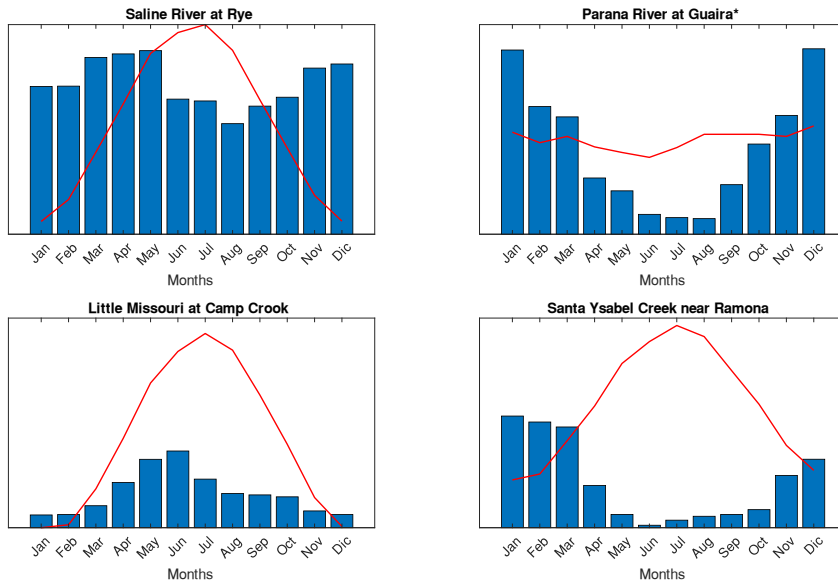 Saline River at Rye
Jan Feb Mar Apr May Jun Jul Aug Sep Oct Nov Dic
Months
Parana River at Guaira*
Jan Feb Mar Apr May Jun Jul Aug Sep Oct Nov Dic
Months
Little Missouri at Camp Crook
Jan Feb Mar Apr May Jun Jul Aug Sep Oct Nov Dic
Months
Santa Ysabel Creek near Ramona
Jan Feb Mar Apr May Jun Jul Aug Sep Oct Nov Dic
Months